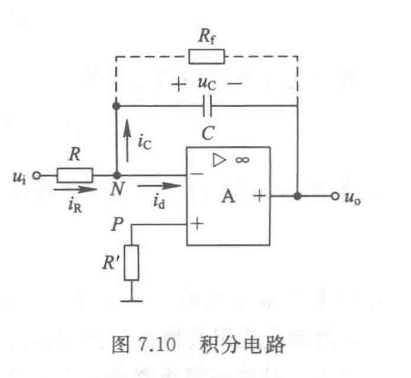 R_f
+ u_C −
C
i_C
▷ ∞
R
u_i
N
i_R
i_d
−
A
+
u_o
P
+
R'
图 7.10 积分电路